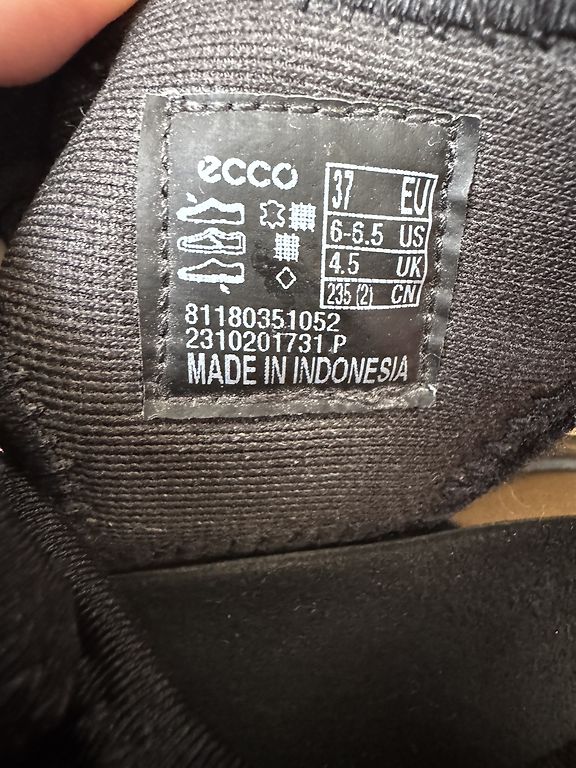 ecco
37 EU
6-6.5 US
4.5 UK
235 (2) CN
81180351052
2310201731 P
MADE IN INDONESIA